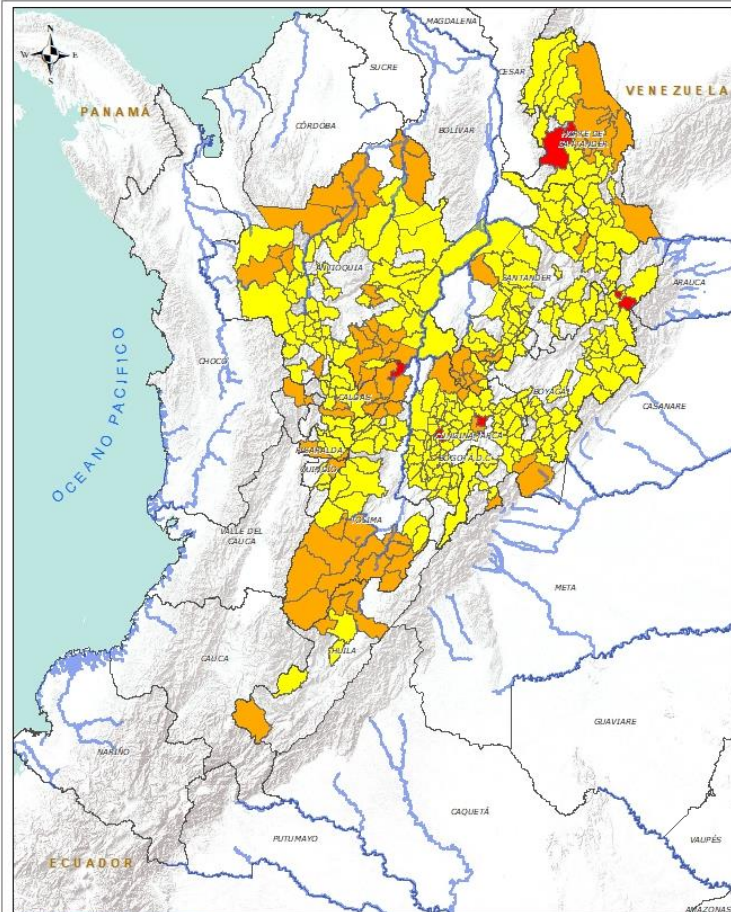 MAGDALENA
N
W E
S
SUCRE
CESAR
VENEZUELA
PANAMÁ
CÓRDOBA
BOLÍVAR
NORTE DE
SANTANDER
ANTIOQUIA
SANTANDER
ARAUCA
CHOCÓ
OCEANO PACIFICO
CALDAS
BOYACÁ
CASANARE
CUNDINAMARCA
RISARALDA
BOGOTÁ, D.C.
QUINDIO
TOLIMA
VALLE DEL
CAUCA
META
CAUCA
HUILA
GUAVIARE
NARIÑO
CAQUETÁ
PUTUMAYO
VAUPÉS
ECUADOR
AMAZONAS